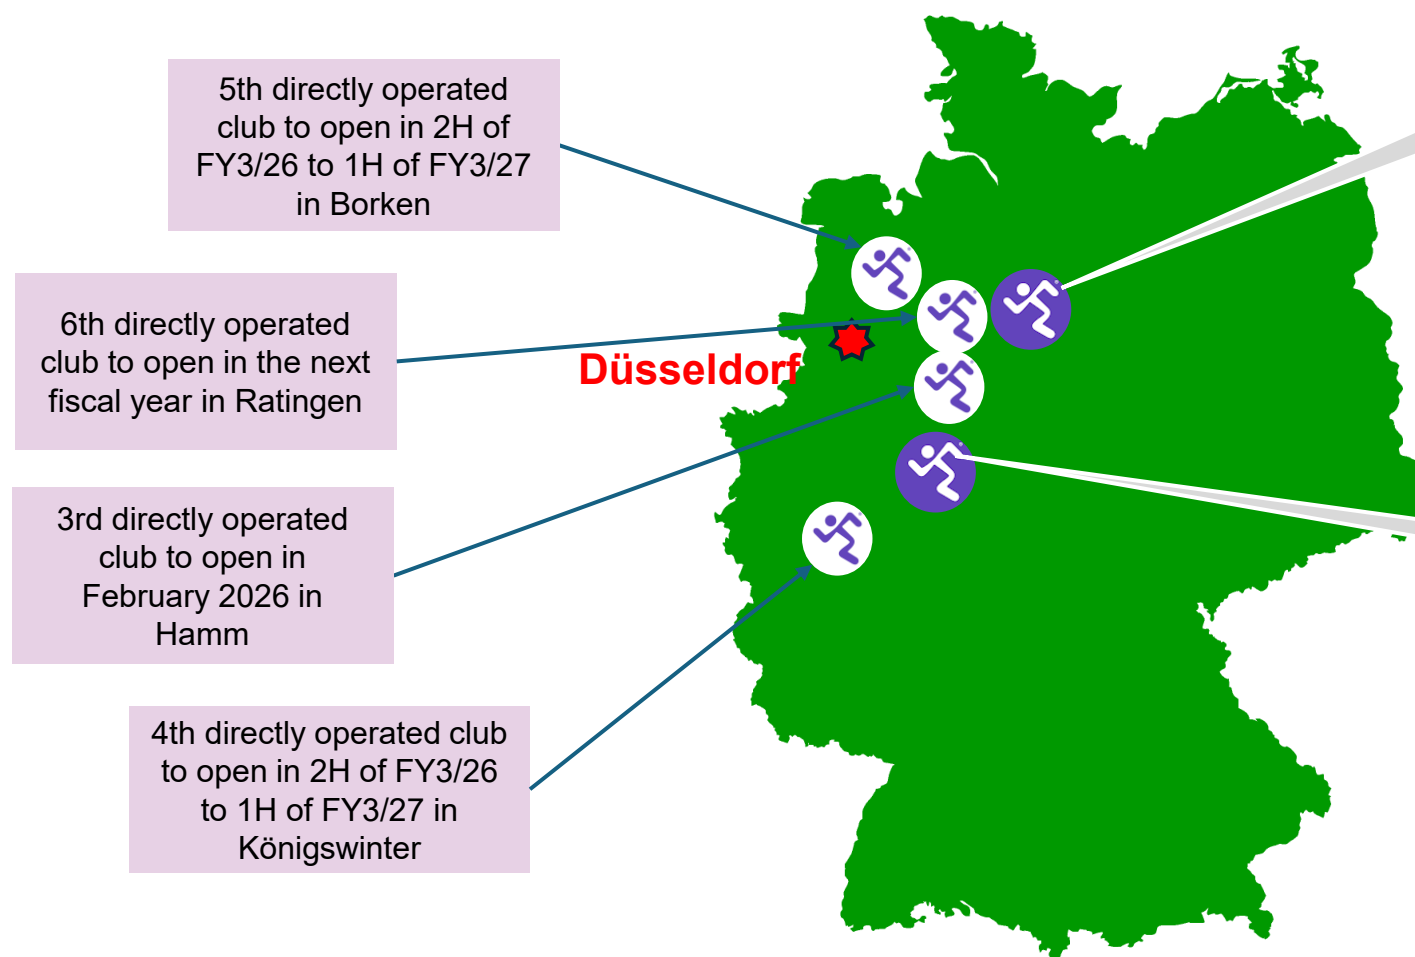 5th directly operated
club to open in 2H of
FY3/26 to 1H of FY3/27
in Borken
6th directly operated
club to open in the next
fiscal year in Ratingen
Düsseldorf
3rd directly operated
club to open in
February 2026 in
Hamm
4th directly operated club
to open in 2H of FY3/26
to 1H of FY3/27 in
Königswinter